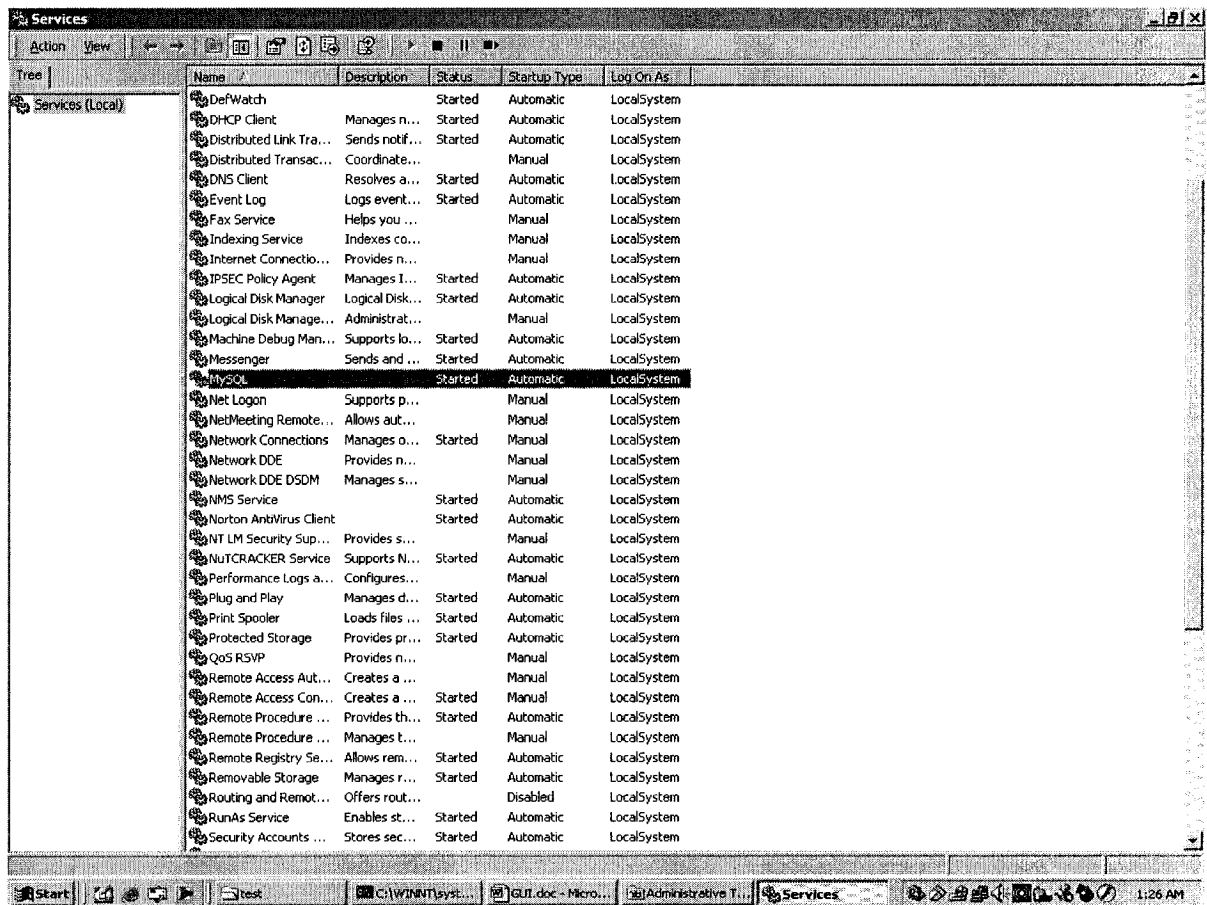 Services
Action View
Tree
Services (Local)
Name Description Status Startup Type Log On As
DefWatch Started Automatic LocalSystem
DHCP Client Manages n... Started Automatic LocalSystem
Distributed Link Tra... Sends notif... Started Automatic LocalSystem
Distributed Transac... Coordinate... Manual LocalSystem
DNS Client Resolves a... Started Automatic LocalSystem
Event Log Logs event... Started Automatic LocalSystem
Fax Service Helps you ... Manual LocalSystem
Indexing Service Indexes co... Manual LocalSystem
Internet Connectio... Provides n... Manual LocalSystem
IPSEC Policy Agent Manages I... Started Automatic LocalSystem
Logical Disk Manager Logical Disk... Started Automatic LocalSystem
Logical Disk Manage... Administrat... Manual LocalSystem
Machine Debug Man... Supports lo... Started Automatic LocalSystem
Messenger Sends and ... Started Automatic LocalSystem
MySQL Started Automatic LocalSystem
Net Logon Supports p... Manual LocalSystem
NetMeeting Remote... Allows aut... Manual LocalSystem
Network Connections Manages o... Started Manual LocalSystem
Network DDE Provides n... Manual LocalSystem
Network DDE DSDM Manages s... Manual LocalSystem
NMS Service Started Automatic LocalSystem
Norton AntiVirus Client Started Automatic LocalSystem
NT LM Security Sup... Provides s... Manual LocalSystem
NuTCRACKER Service Supports N... Started Automatic LocalSystem
Performance Logs a... Configures... Manual LocalSystem
Plug and Play Manages d... Started Automatic LocalSystem
Print Spooler Loads files ... Started Automatic LocalSystem
Protected Storage Provides pr... Started Automatic LocalSystem
QoS RSVP Provides n... Manual LocalSystem
Remote Access Aut... Creates a ... Manual LocalSystem
Remote Access Con... Creates a ... Started Manual LocalSystem
Remote Procedure ... Provides th... Started Automatic LocalSystem
Remote Procedure ... Manages t... Manual LocalSystem
Remote Registry Se... Allows rem... Started Automatic LocalSystem
Removable Storage Manages r... Started Automatic LocalSystem
Routing and Remot... Offers rout... Disabled LocalSystem
RunAs Service Enables st... Started Automatic LocalSystem
Security Accounts ... Stores sec... Started Automatic LocalSystem
Start test C:\WINNT\syst... GUI.doc - Micro... Administrative T... Services 1:26 AM